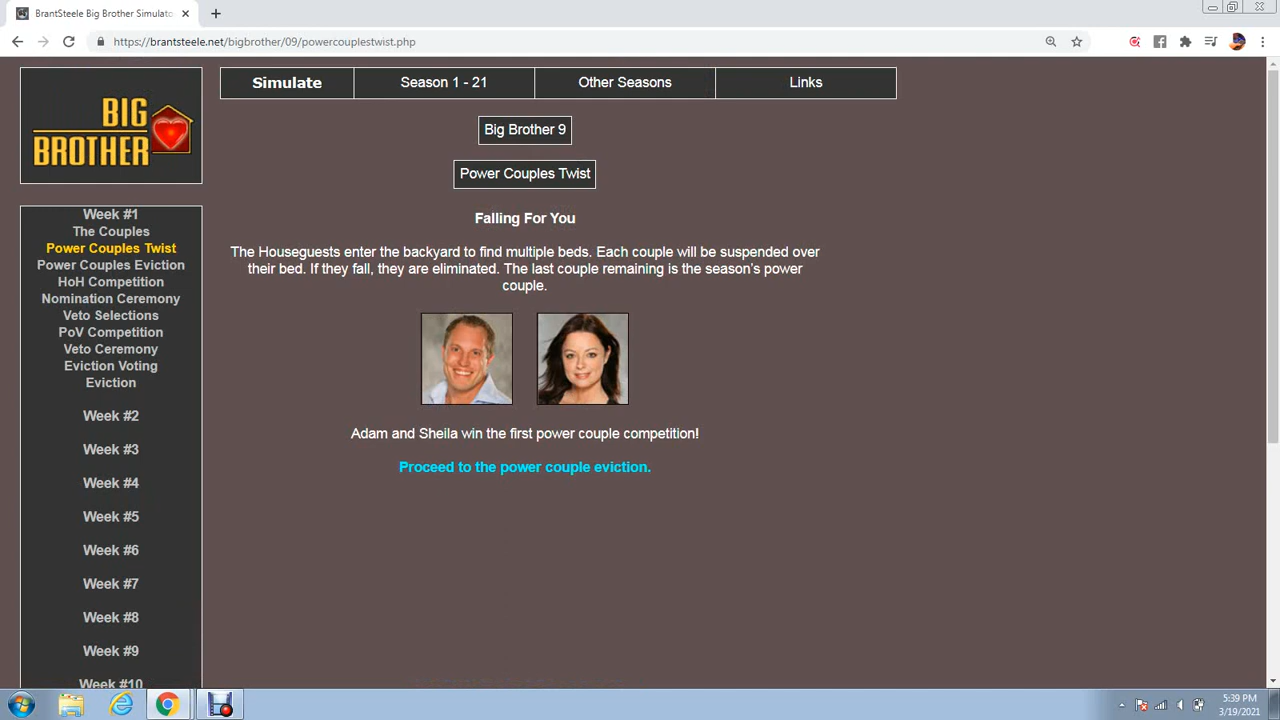 BrantSteele Big Brother Simulato
https://brantsteele.net/bigbrother/09/powercouplestwist.php
BIG
BROTHER
Simulate
Season 1 - 21
Other Seasons
Links
Big Brother 9
Power Couples Twist
Falling For You
The Houseguests enter the backyard to find multiple beds. Each couple will be suspended over
their bed. If they fall, they are eliminated. The last couple remaining is the season's power
couple.
Adam and Sheila win the first power couple competition!
Proceed to the power couple eviction.
Week #1
The Couples
Power Couples Twist
Power Couples Eviction
HoH Competition
Nomination Ceremony
Veto Selections
PoV Competition
Veto Ceremony
Eviction Voting
Eviction
Week #2
Week #3
Week #4
Week #5
Week #6
Week #7
Week #8
Week #9
Week #10
5:39 PM
3/19/2021